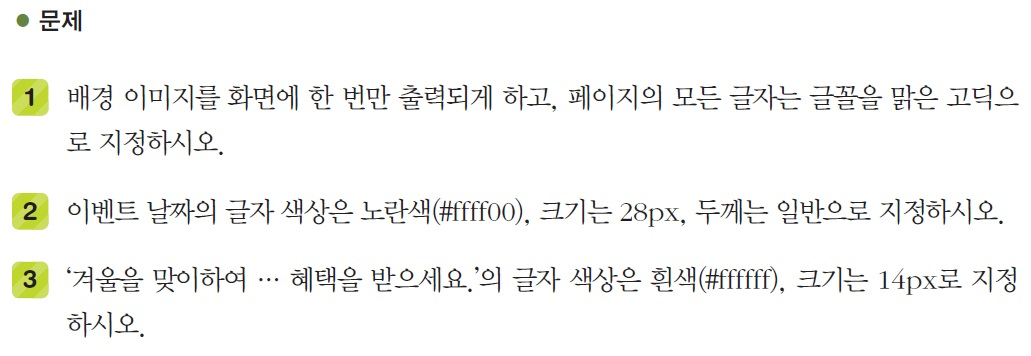 ● 문제
1 배경 이미지를 화면에 한 번만 출력되게 하고, 페이지의 모든 글자는 글꼴을 맑은 고딕으
로 지정하시오.
2 이벤트 날짜의 글자 색상은 노란색(#ffff00), 크기는 28px, 두께는 일반으로 지정하시오.
3 ‘겨울을 맞이하여 … 혜택을 받으세요.’의 글자 색상은 흰색(#ffffff), 크기는 14px로 지정
하시오.